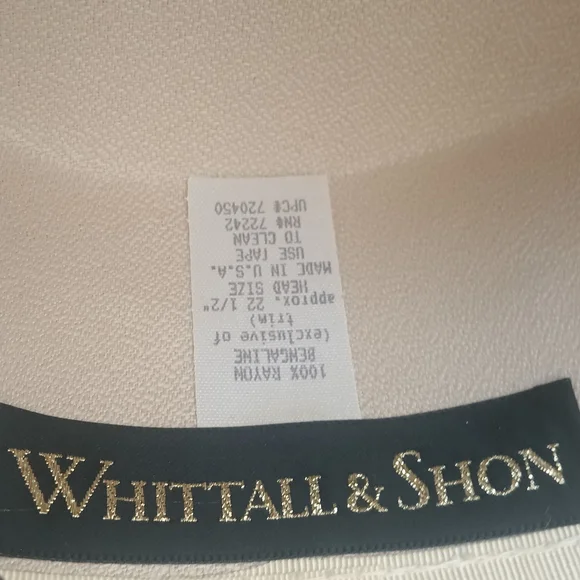 100% RAYON
BENGALINE
(exclusive of
trim)
approx. 22 1/2"
HEAD SIZE
MADE IN U.S.A.
USE TAPE
TO CLEAN
RN# 72242
UPC# 720450
WHITTALL & SHON